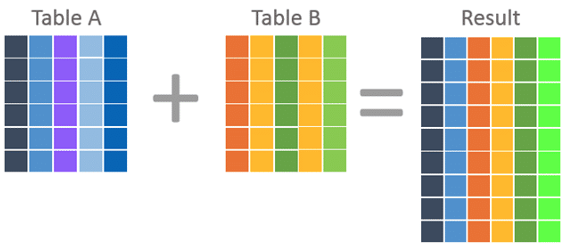 Table A
Table B
Result
+
=